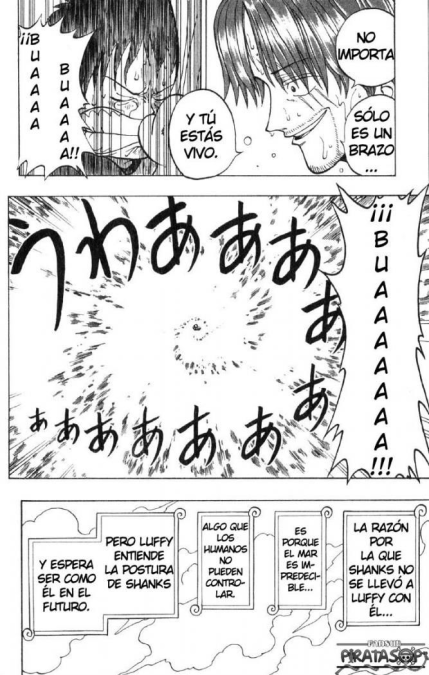 NO
IMPORTA
SÓLO
ES UN
BRAZO
...
Y TÚ
ESTÁS
VIVO.
¡¡BUAAAA
BUAAAA!!
うわあああああああああああ
¡¡¡BUAAAAAAAA!!!
LA RAZÓN
POR
LA QUE
SHANKS NO
SE LLEVÓ A
LUFFY CON
ÉL...
ES
PORQUE
EL MAR
ES IM-
PREDECI-
BLE...
ALGO QUE
LOS
HUMANOS
NO
PUEDEN
CONTRO-
LAR.
PERO LUFFY
ENTIENDE
LA POSTURA
DE SHANKS
Y ESPERA
SER COMO
ÉL EN EL
FUTURO.